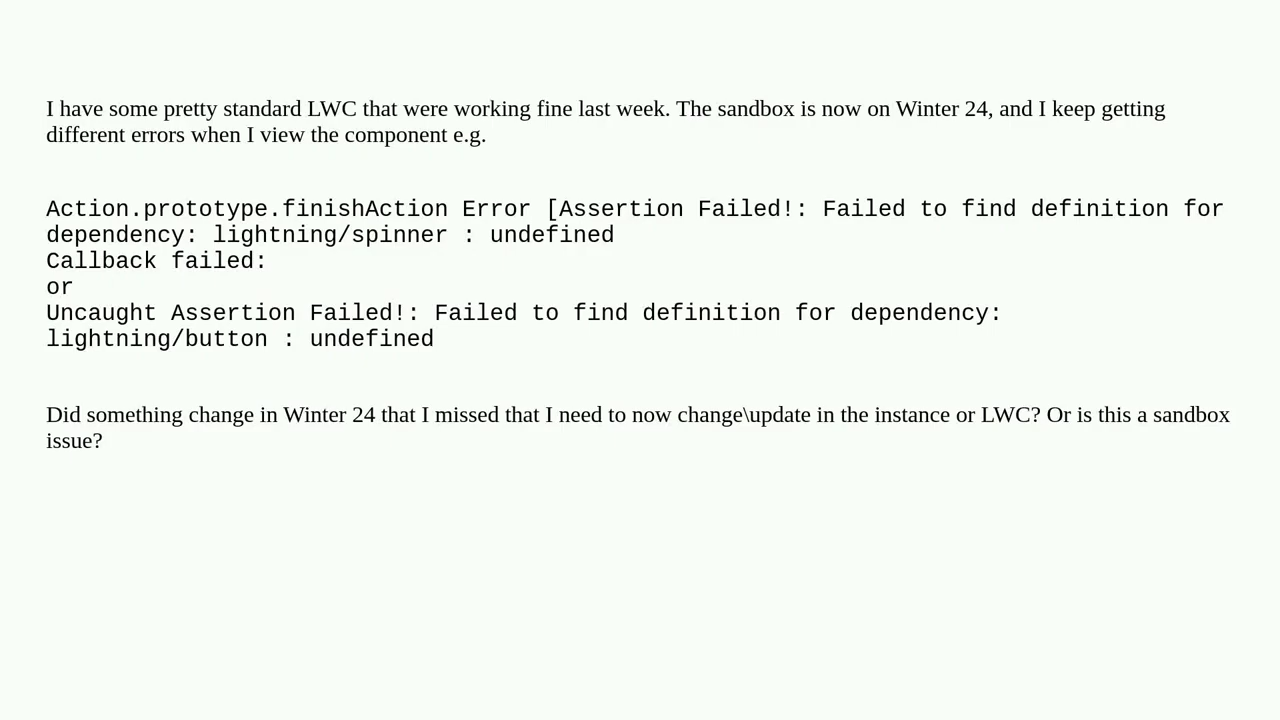 I have some pretty standard LWC that were working fine last week. The sandbox is now on Winter 24, and I keep getting
different errors when I view the component e.g.
Action.prototype.finishAction Error [Assertion Failed!: Failed to find definition for
dependency: lightning/spinner : undefined
Callback failed:
or
Uncaught Assertion Failed!: Failed to find definition for dependency:
lightning/button : undefined
Did something change in Winter 24 that I missed that I need to now change\update in the instance or LWC? Or is this a sandbox
issue?